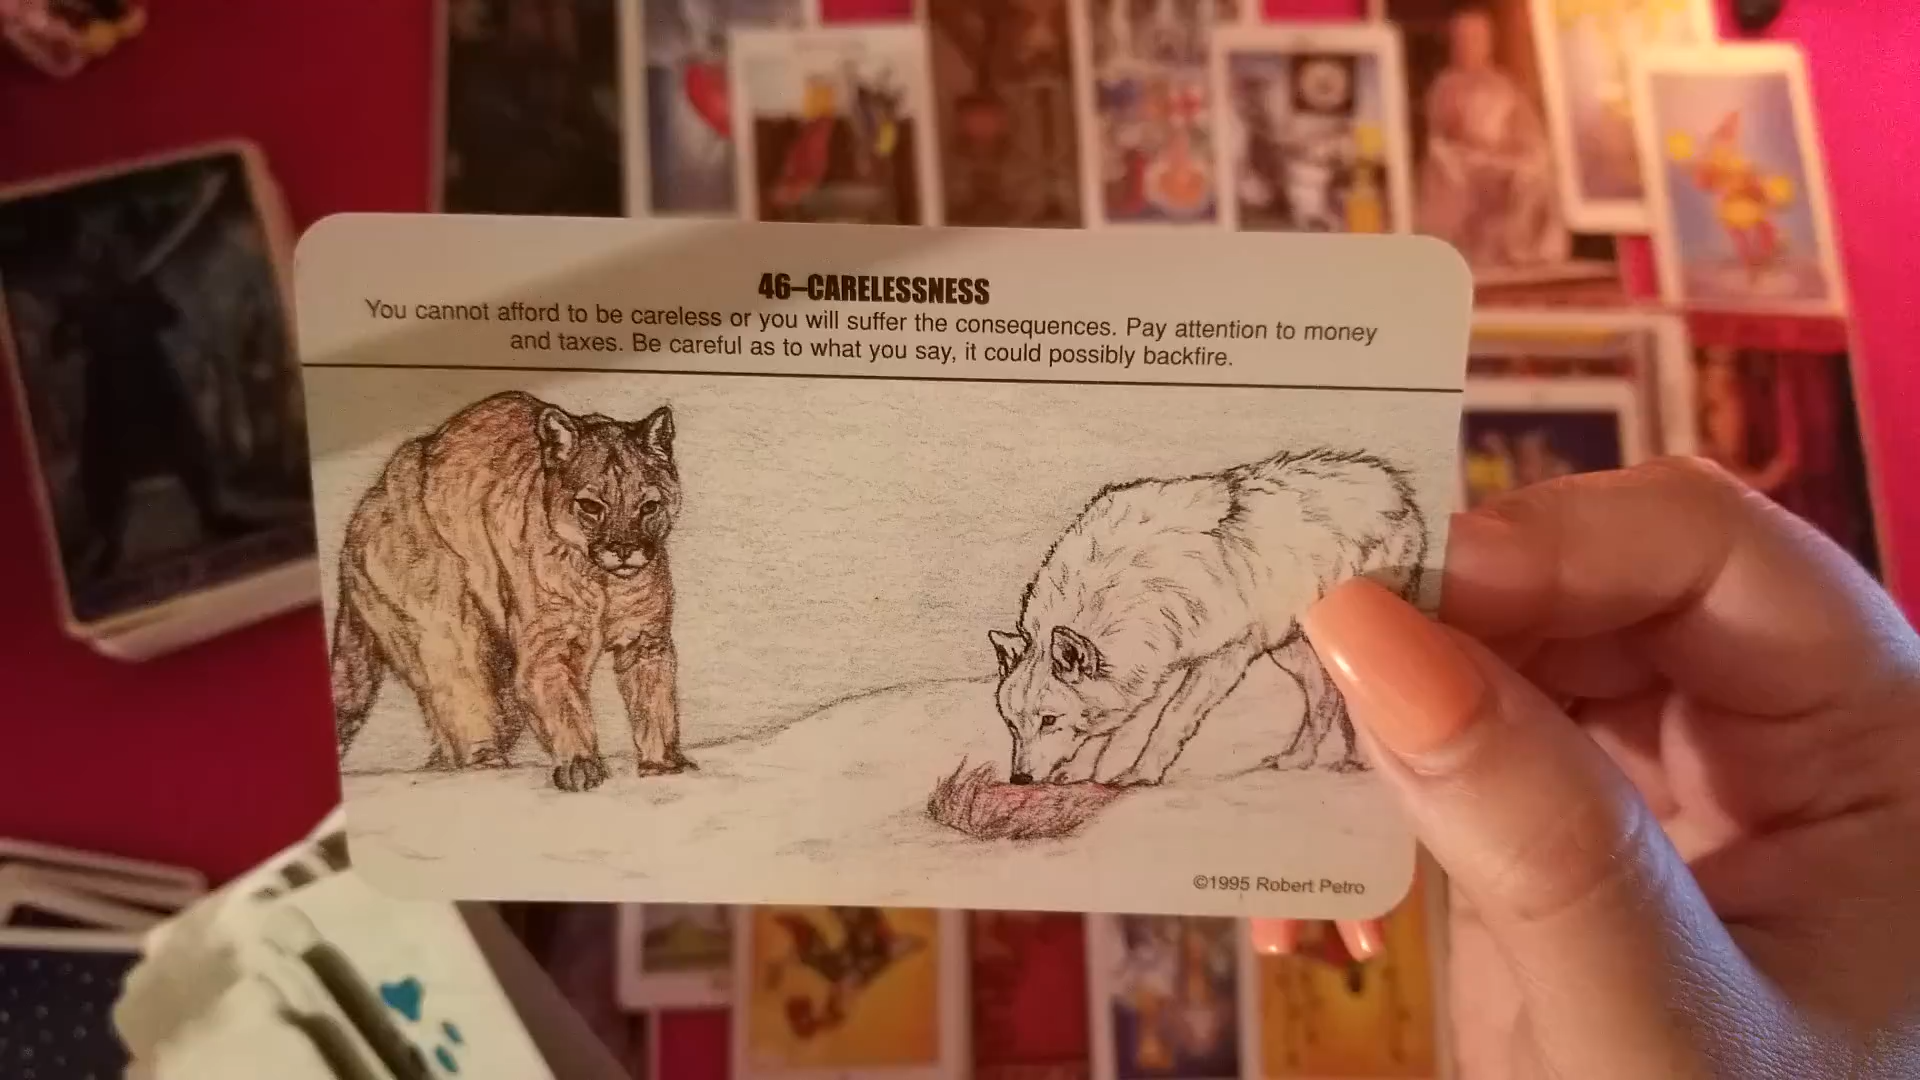 46–CARELESSNESS
You cannot afford to be careless or you will suffer the consequences. Pay attention to money
and taxes. Be careful as to what you say, it could possibly backfire.
©1995 Robert Petro